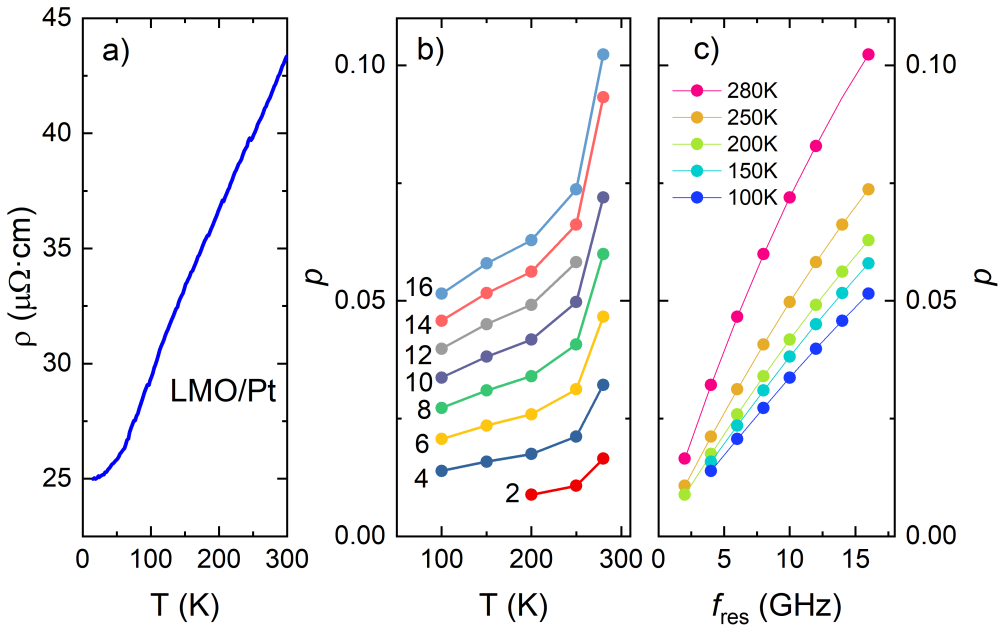 a)
45
40
35
30
25
ρ (μΩ·cm)
LMO/Pt
0
100
200
300
T (K)
b)
0.10
0.05
0.00
p
16
14
12
10
8
6
4
2
100
150
200
250
300
T (K)
c)
280K
250K
200K
150K
100K
0
5
10
15
f_res (GHz)
0.10
0.05
0.00
p